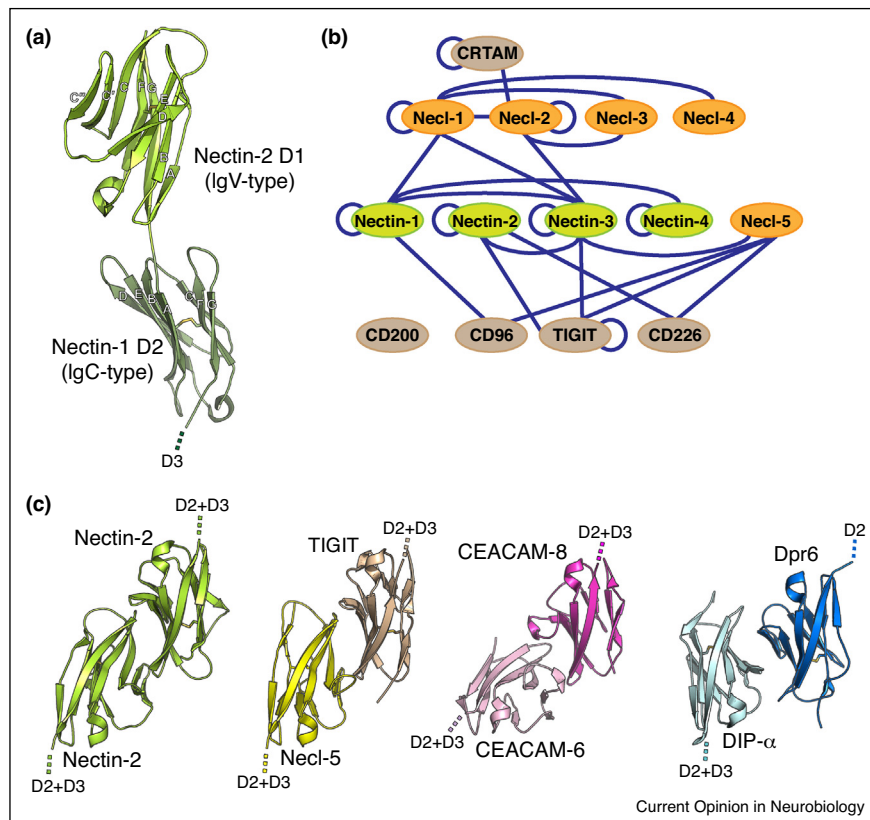 (a)
C" C' C F G E D B A
Nectin-2 D1
(IgV-type)
D E B A C F G
Nectin-1 D2
(IgC-type)
D3
(b)
CRTAM
Necl-1 Necl-2 Necl-3 Necl-4
Nectin-1 Nectin-2 Nectin-3 Nectin-4 Necl-5
CD200 CD96 TIGIT CD226
(c)
D2+D3
Nectin-2
Nectin-2
D2+D3
D2+D3
TIGIT
Necl-5
D2+D3
D2+D3
CEACAM-8
D2+D3
CEACAM-6
D2
Dpr6
DIP-α
D2+D3
Current Opinion in Neurobiology